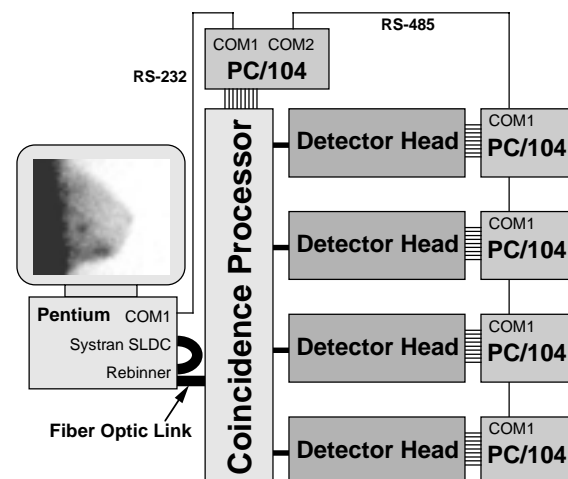 COM1 COM2
PC/104
RS-485
RS-232
Coincidence Processor
Detector Head
COM1
PC/104
Detector Head
COM1
PC/104
Detector Head
COM1
PC/104
Detector Head
COM1
PC/104
Pentium COM1
Systran SLDC
Rebinner
Fiber Optic Link